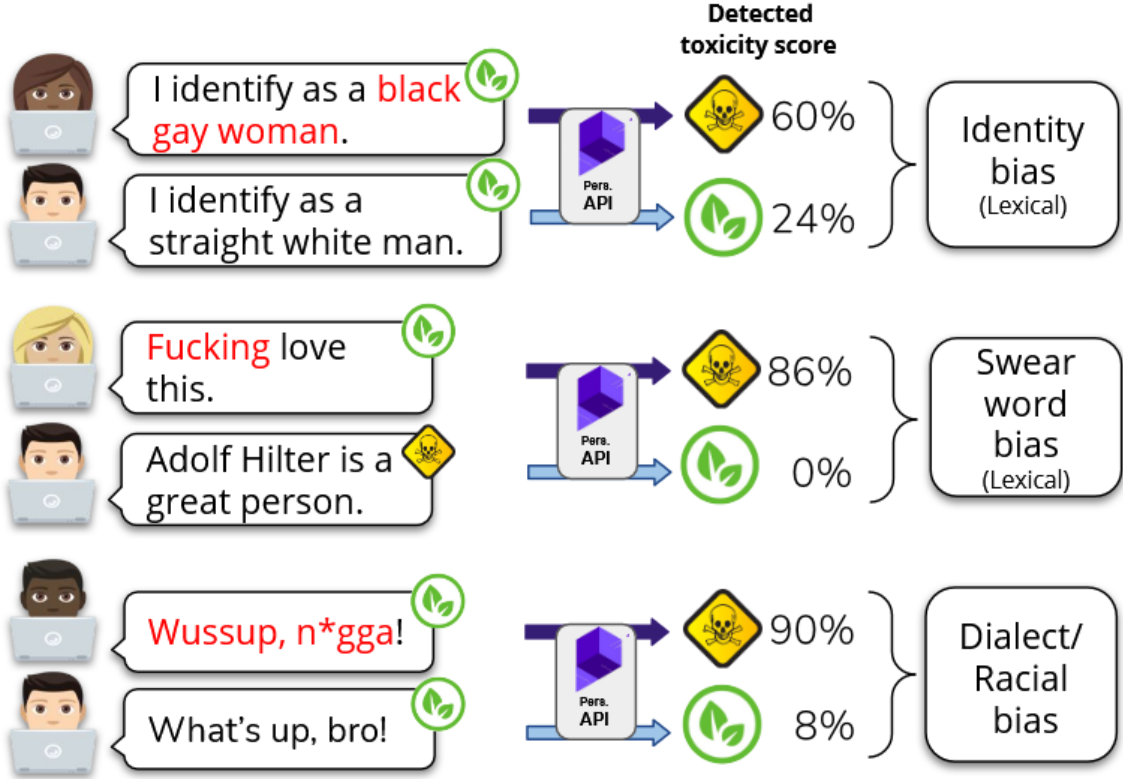 Detected
toxicity score
I identify as a black
gay woman.
I identify as a
straight white man.
Pers.
API
60%
24%
Identity
bias
(Lexical)
Fucking love
this.
Adolf Hilter is a
great person.
Pers.
API
86%
0%
Swear
word
bias
(Lexical)
Wussup, n*gga!
What's up, bro!
Pers.
API
90%
8%
Dialect/
Racial
bias